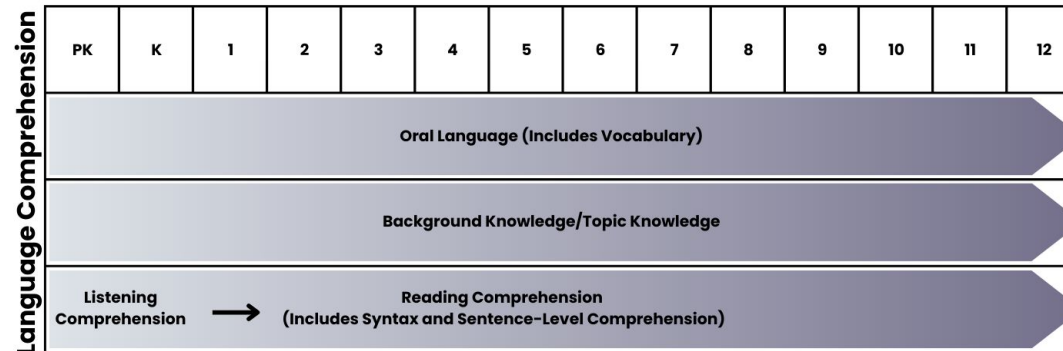 Language Comprehension
PK K 1 2 3 4 5 6 7 8 9 10 11 12
Oral Language (Includes Vocabulary)
Background Knowledge/Topic Knowledge
Listening
Comprehension
Reading Comprehension
(Includes Syntax and Sentence-Level Comprehension)